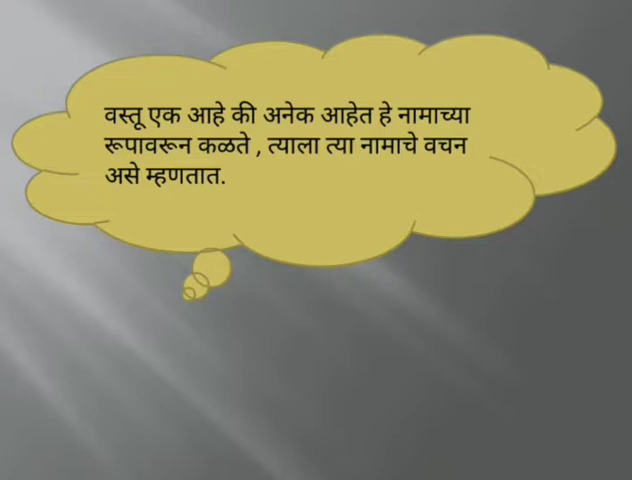 वस्तू एक आहे की अनेक आहेत हे नामाच्या
रूपावरून कळते , त्याला त्या नामाचे वचन
असे म्हणतात.